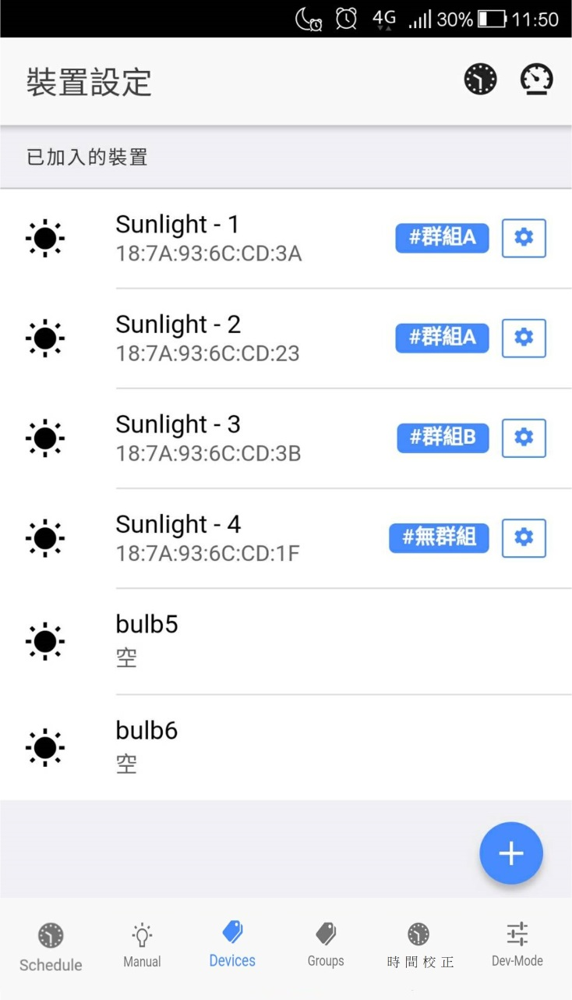 4G 30% 11:50
裝置設定
已加入的裝置
Sunlight - 1
18:7A:93:6C:CD:3A
#群組A
Sunlight - 2
18:7A:93:6C:CD:23
#群組A
Sunlight - 3
18:7A:93:6C:CD:3B
#群組B
Sunlight - 4
18:7A:93:6C:CD:1F
#無群組
bulb5
空
bulb6
空
Schedule Manual Devices Groups 時間校正 Dev-Mode